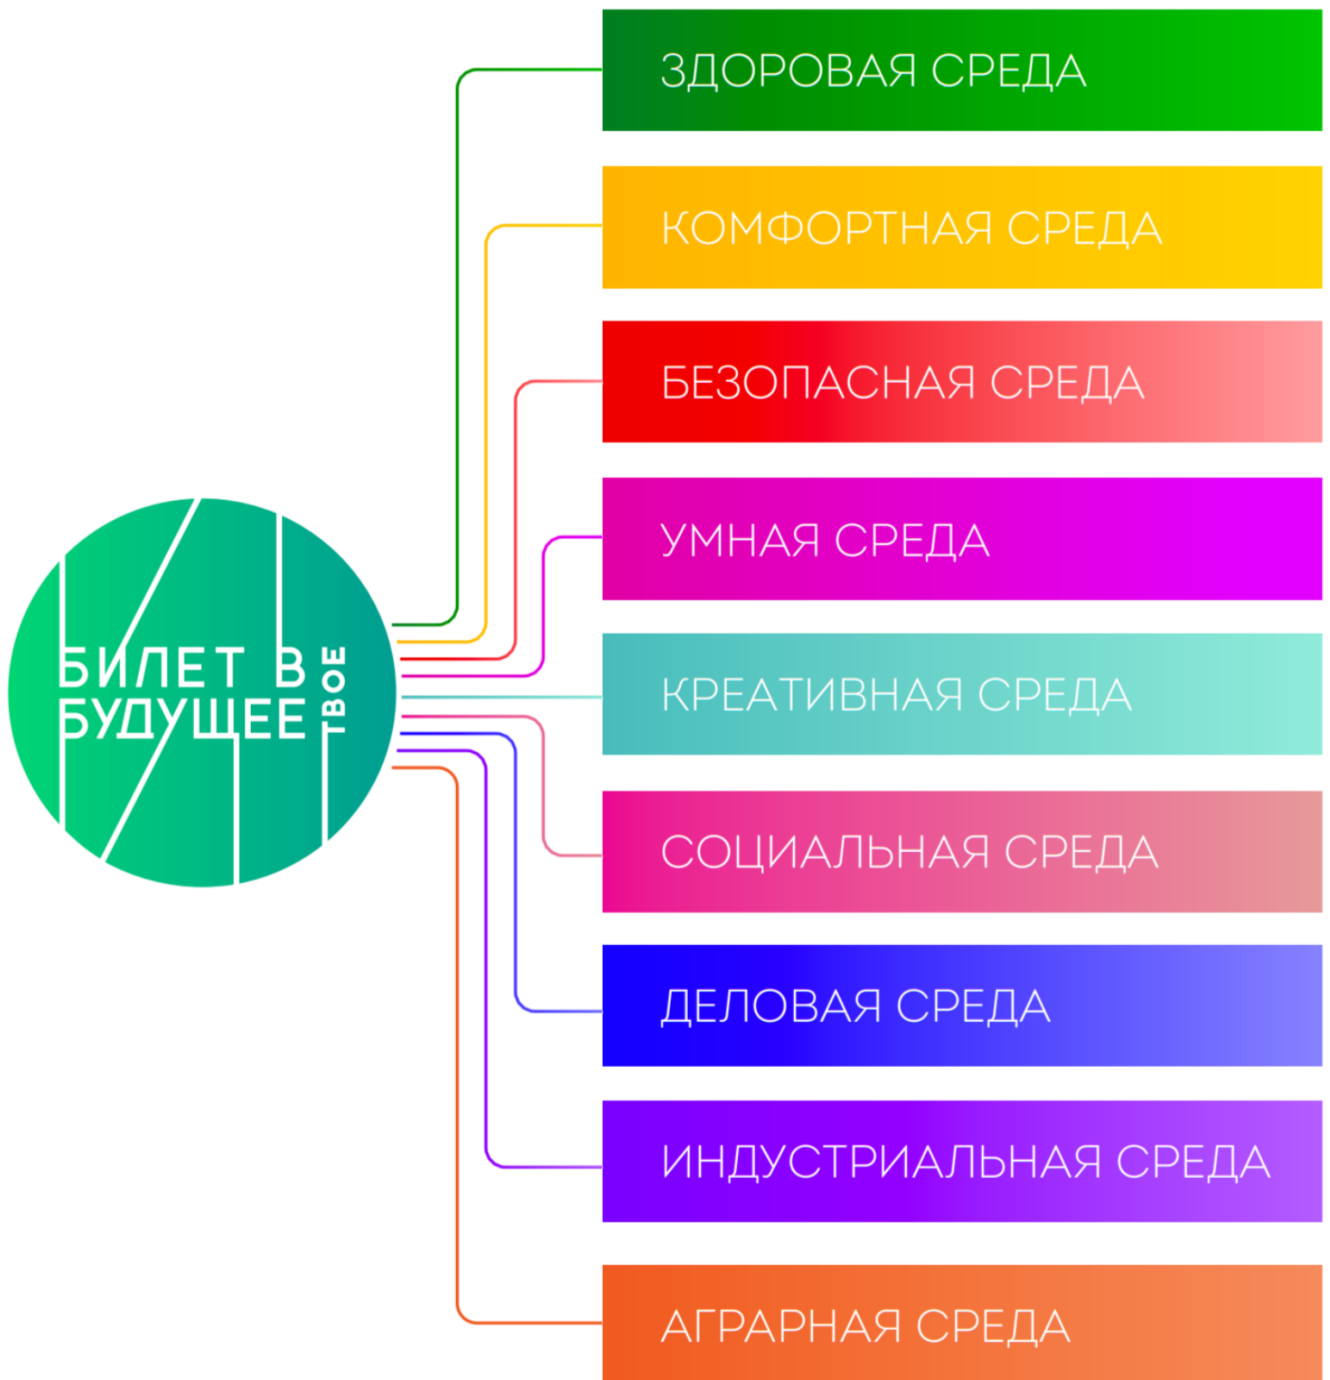 ЗДОРОВАЯ СРЕДА
КОМФОРТНАЯ СРЕДА
БЕЗОПАСНАЯ СРЕДА
УМНАЯ СРЕДА
БИЛЕТ В
БУДУЩЕЕ
ТВОЕ
КРЕАТИВНАЯ СРЕДА
СОЦИАЛЬНАЯ СРЕДА
ДЕЛОВАЯ СРЕДА
ИНДУСТРИАЛЬНАЯ СРЕДА
АГРАРНАЯ СРЕДА